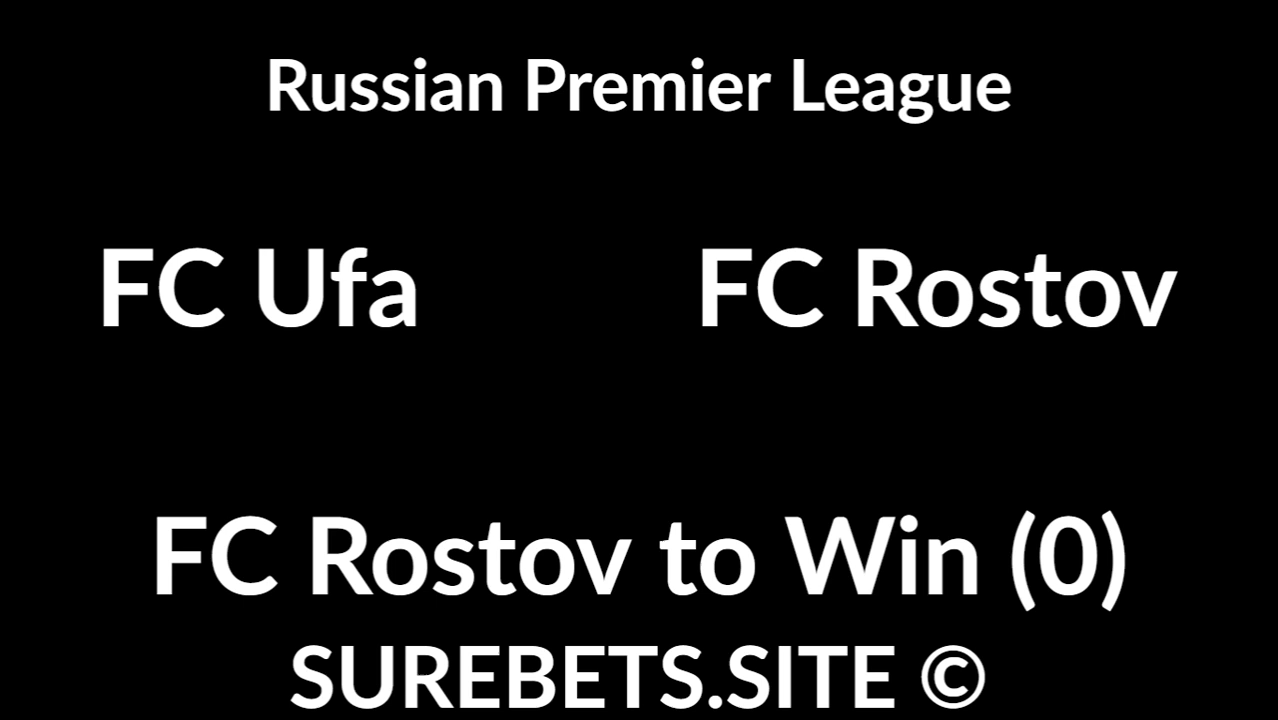 Russian Premier League
FC Ufa FC Rostov
FC Rostov to Win (0)
SUREBETS.SITE ©